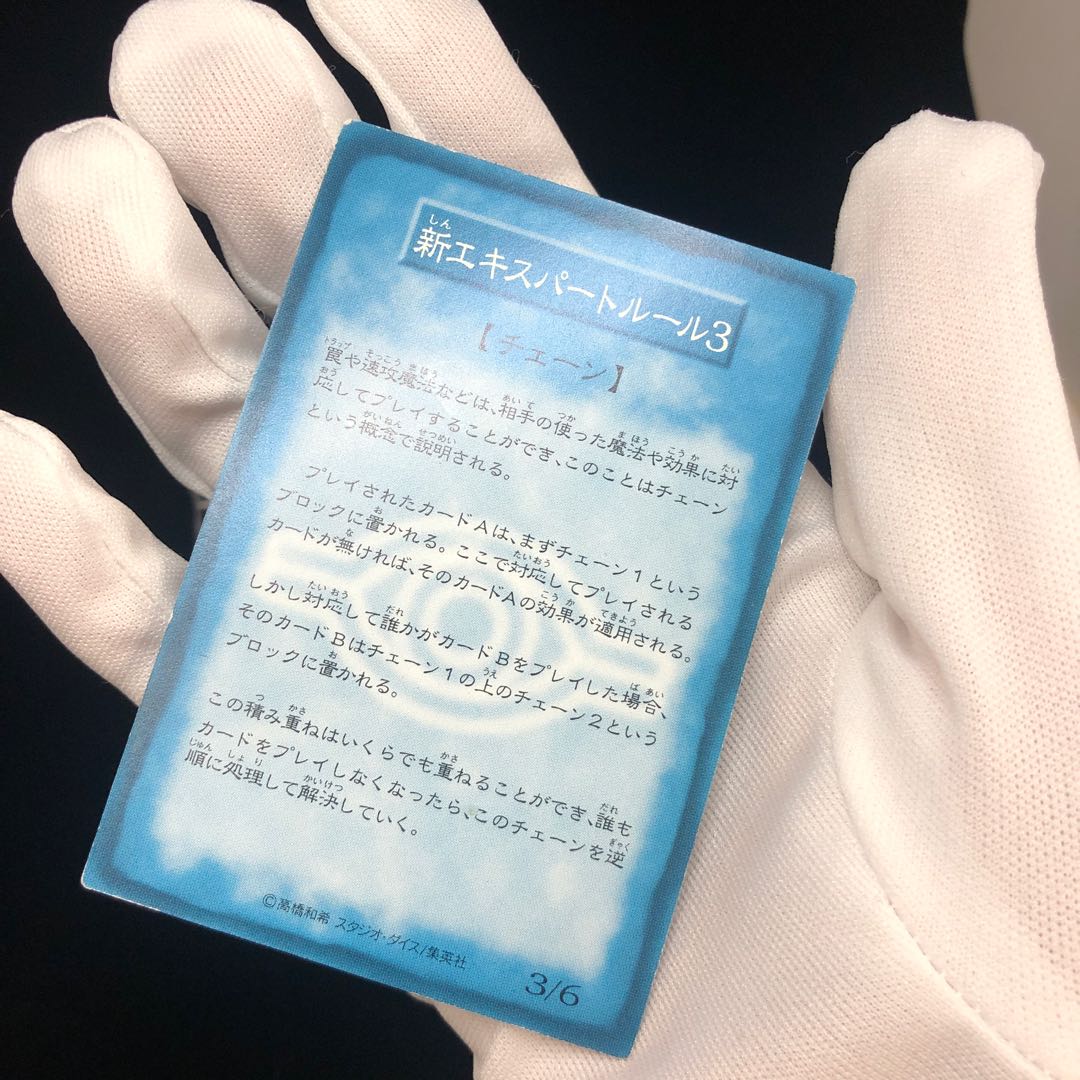 新エキスパートルール3
【チェーン】
罠や速攻魔法などは、相手の使った魔法や効果に対
応してプレイすることができ、このことはチェーン
という概念で説明される。
プレイされたカードAは、まずチェーン1という
ブロックに置かれる。ここで対応してプレイされる
カードが無ければ、そのカードAの効果が適用される。
しかし対応して誰かがカードBをプレイした場合、
そのカードBはチェーン1の上のチェーン2という
ブロックに置かれる。
この積み重ねはいくらでも重ねることができ、誰も
カードをプレイしなくなったら、このチェーンを逆
順に処理して解決していく。
©高橋和希 スタジオ・ダイス/集英社
3/6